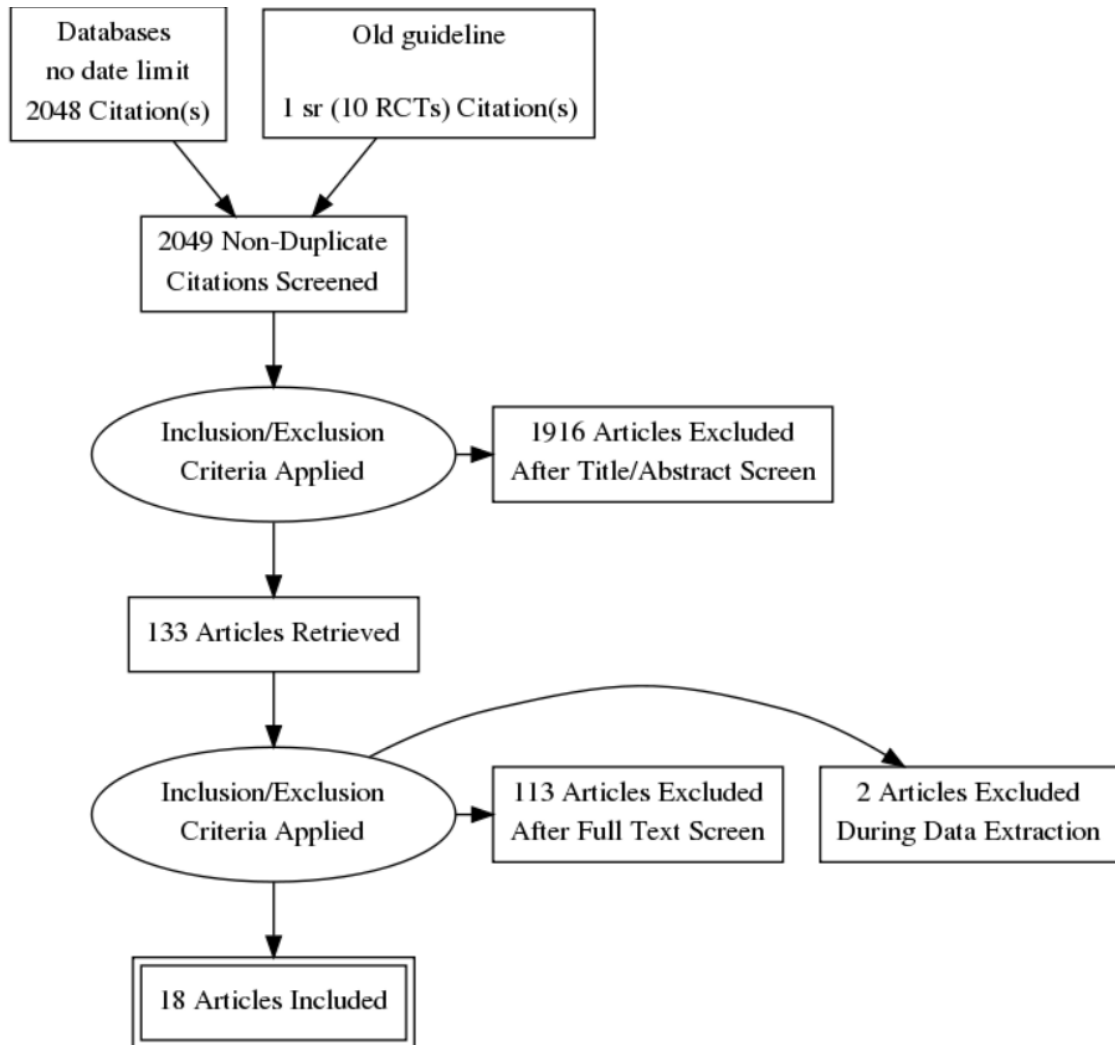 Databases
no date limit
2048 Citation(s)
Old guideline
1 sr (10 RCTs) Citation(s)
2049 Non-Duplicate
Citations Screened
Inclusion/Exclusion
Criteria Applied
1916 Articles Excluded
After Title/Abstract Screen
133 Articles Retrieved
Inclusion/Exclusion
Criteria Applied
113 Articles Excluded
After Full Text Screen
2 Articles Excluded
During Data Extraction
18 Articles Included